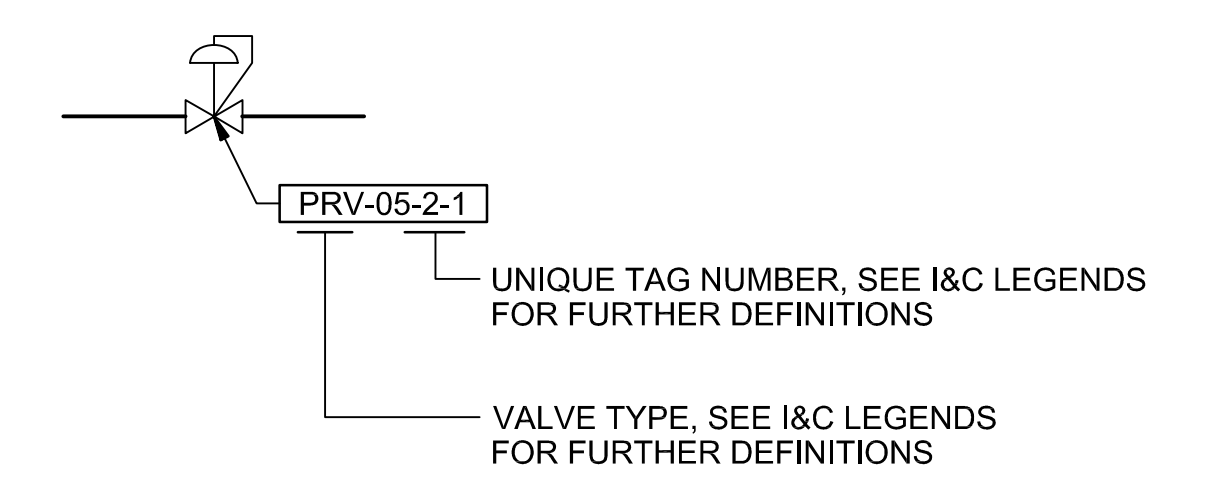 PRV-05-2-1
UNIQUE TAG NUMBER, SEE I&C LEGENDS
FOR FURTHER DEFINITIONS
VALVE TYPE, SEE I&C LEGENDS
FOR FURTHER DEFINITIONS